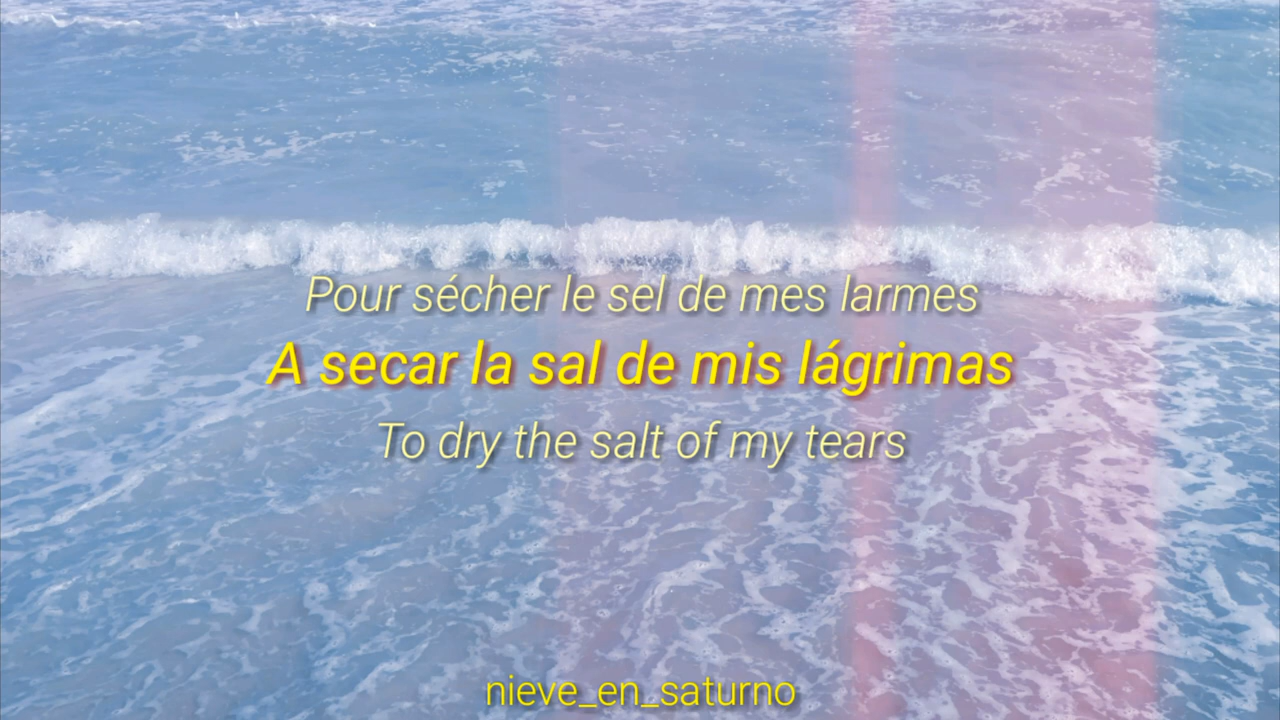 Pour sécher le sel de mes larmes
A secar la sal de mis lágrimas
To dry the salt of my tears
nieve_en_saturno